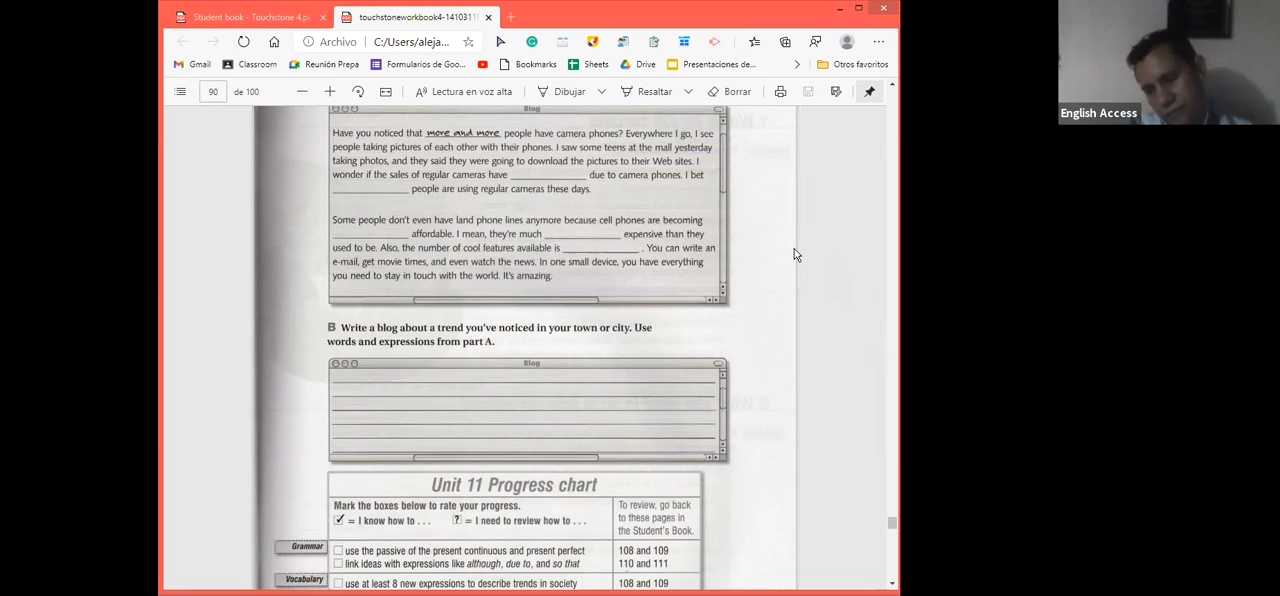 Student book - Touchstone 4.p
touchstoneworkbook4-141031
Archivo
C:/Users/aleja...
Gmail
Classroom
Reunión Prepa
Formularios de Goo...
Bookmarks
Sheets
Drive
Presentaciones de...
Otros favoritos
90
de 100
Lectura en voz alta
Dibujar
Resaltar
Borrar
English Access
Blog
Have you noticed that more and more people have camera phones? Everywhere I go, I see
people taking pictures of each other with their phones. I saw some teens at the mall yesterday
taking photos, and they said they were going to download the pictures to their Web sites. I
wonder if the sales of regular cameras have ____________ due to camera phones. I bet
____________ people are using regular cameras these days.
Some people don't even have land phone lines anymore because cell phones are becoming
____________ affordable. I mean, they're much ____________ expensive than they
used to be. Also, the number of cool features available is ____________ . You can write an
e-mail, get movie times, and even watch the news. In one small device, you have everything
you need to stay in touch with the world. It's amazing.
B Write a blog about a trend you've noticed in your town or city. Use
words and expressions from part A.
Blog
Unit 11 Progress chart
Mark the boxes below to rate your progress.
✓ = I know how to . . .
? = I need to review how to . . .
To review, go back
to these pages in
the Student's Book.
Grammar
use the passive of the present continuous and present perfect
108 and 109
link ideas with expressions like although, due to, and so that
110 and 111
Vocabulary
use at least 8 new expressions to describe trends in society
108 and 109